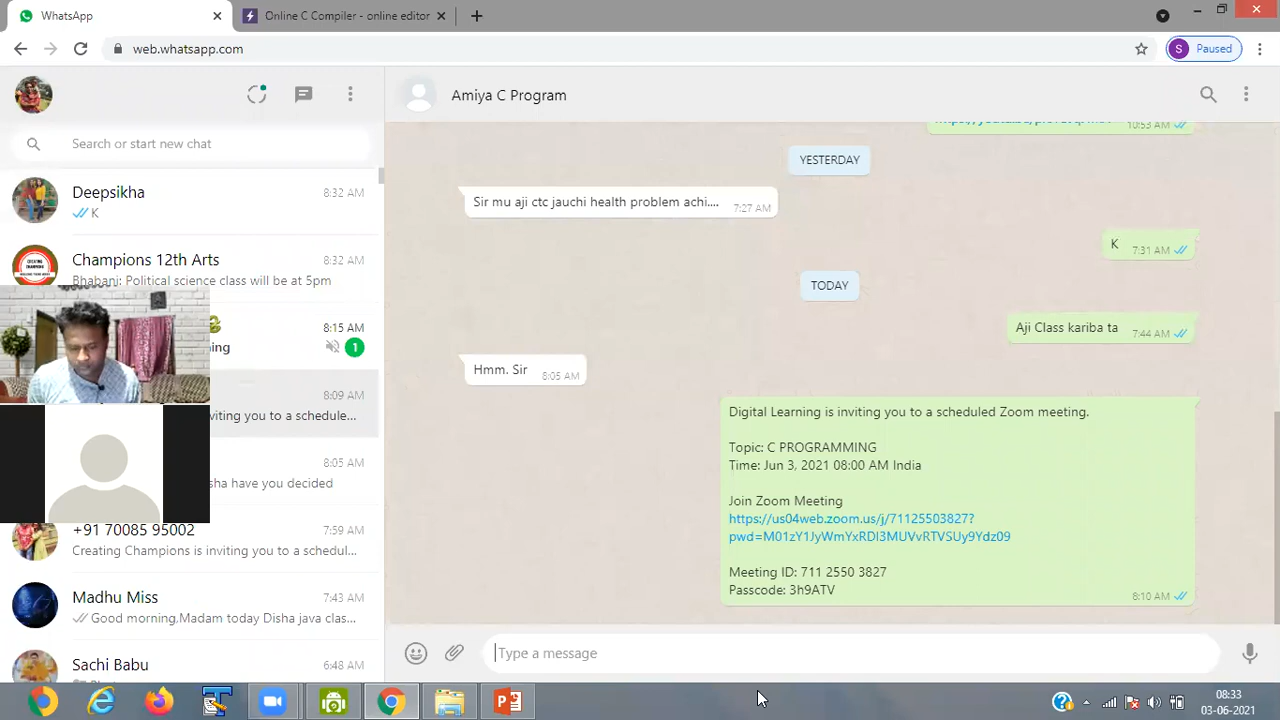 WhatsApp
Online C Compiler - online editor
web.whatsapp.com
S Paused
Amiya C Program
Search or start new chat
10:53 AM
YESTERDAY
Deepsikha 8:32 AM
K
Sir mu aji ctc jauchi health problem achi.... 7:27 AM
K 7:31 AM
Champions 12th Arts 8:32 AM
Bhabani: Political science class will be at 5pm
TODAY
8:15 AM
ning 1
Aji Class kariba ta 7:44 AM
Hmm. Sir 8:05 AM
8:09 AM
viting you to a schedule...
Digital Learning is inviting you to a scheduled Zoom meeting.
Topic: C PROGRAMMING
Time: Jun 3, 2021 08:00 AM India
8:05 AM
sha have you decided
Join Zoom Meeting
https://us04web.zoom.us/j/71125503827?
pwd=M01zY1JyWmYxRDI3MUVvRTVSUy9Ydz09
+91 70085 95002 7:59 AM
Creating Champions is inviting you to a schedul...
Meeting ID: 711 2550 3827
Passcode: 3h9ATV
8:10 AM
Madhu Miss 7:43 AM
Good morning,Madam today Disha java clas...
Sachi Babu 6:48 AM
Type a message
08:33
03-06-2021